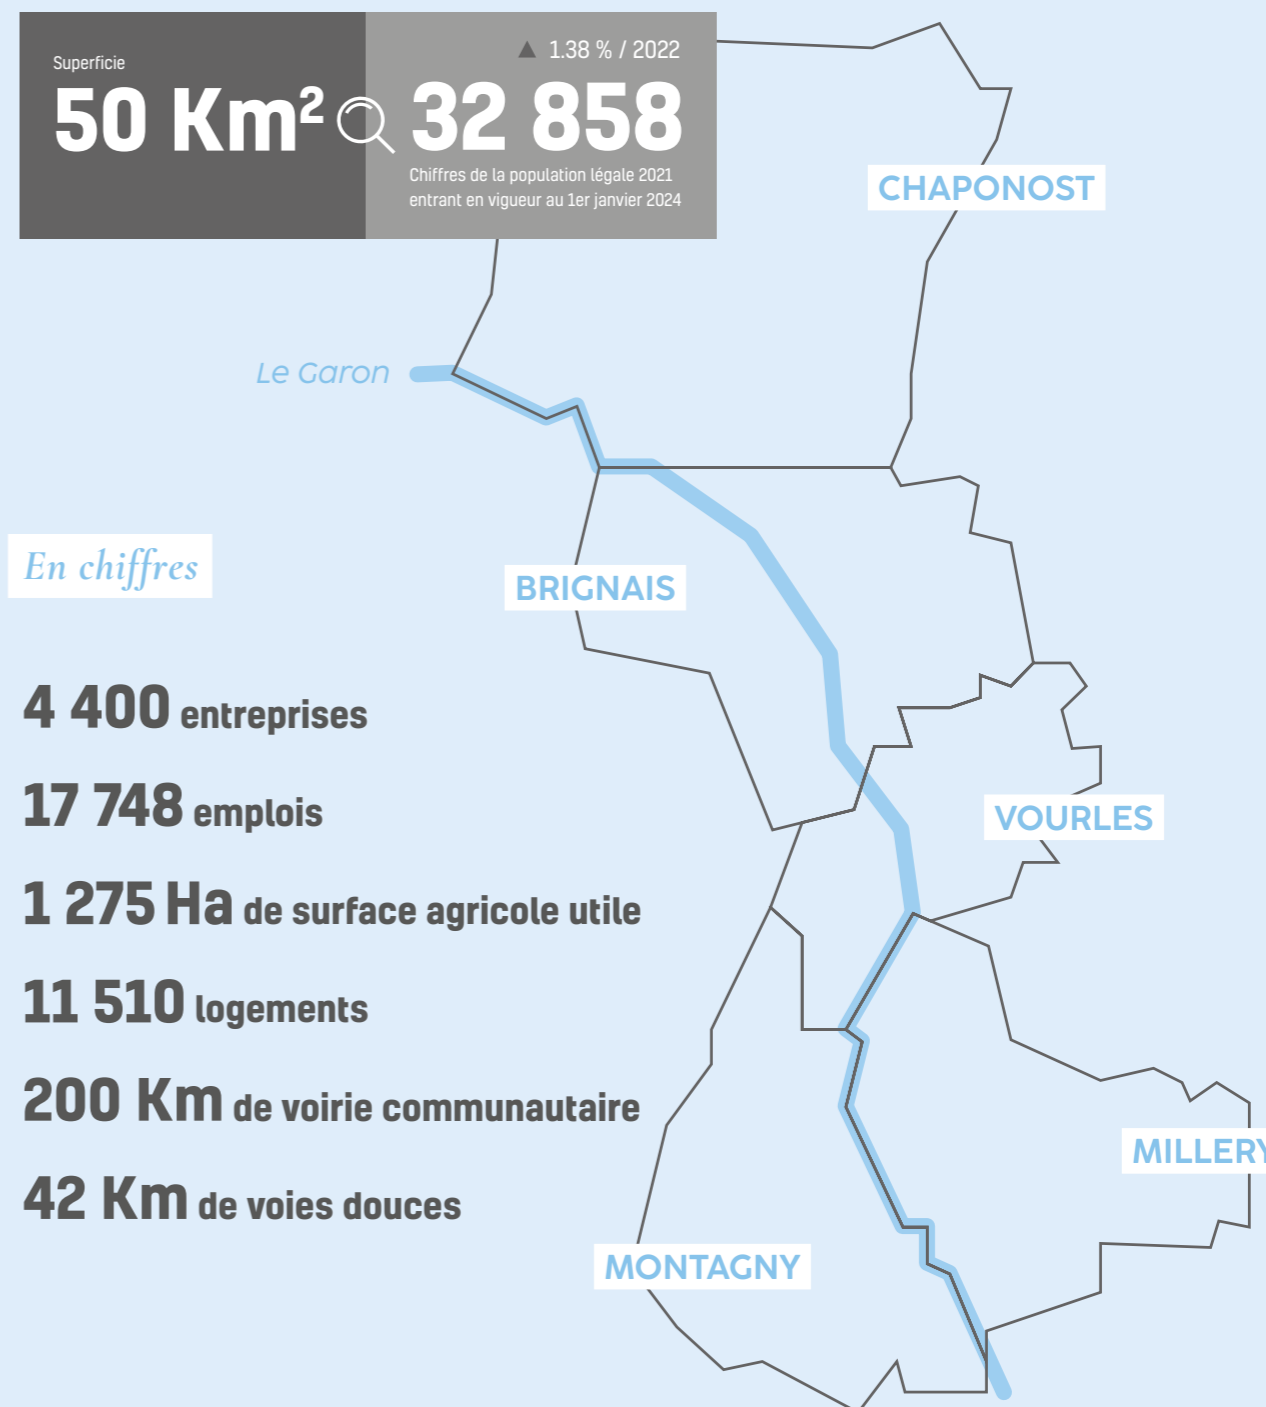 Superficie
50 Km²
▲ 1.38 % / 2022
32 858
Chiffres de la population légale 2021
entrant en vigueur au 1er janvier 2024
CHAPONOST
Le Garon
En chiffres
BRIGNAIS
4 400 entreprises
17 748 emplois
VOURLES
1 275 Ha de surface agricole utile
11 510 logements
200 Km de voirie communautaire
MILLERY
42 Km de voies douces
MONTAGNY